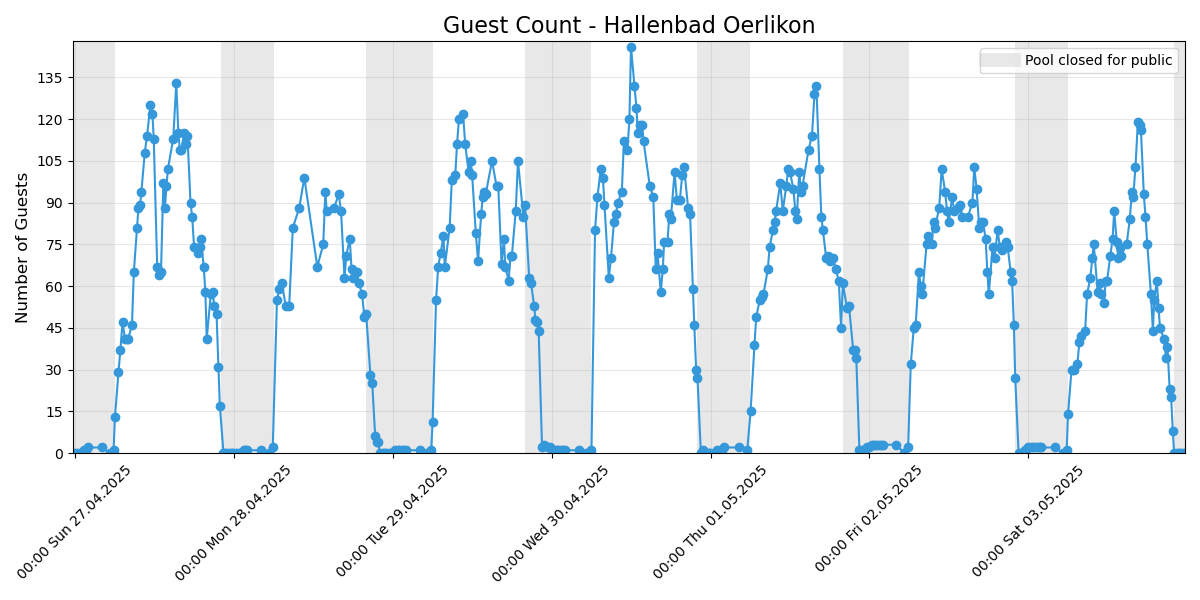 Guest Count - Hallenbad Oerlikon
Pool closed for public
Number of Guests
135
120
105
90
75
60
45
30
15
0
00:00 Sun 27.04.2025
00:00 Mon 28.04.2025
00:00 Tue 29.04.2025
00:00 Wed 30.04.2025
00:00 Thu 01.05.2025
00:00 Fri 02.05.2025
00:00 Sat 03.05.2025